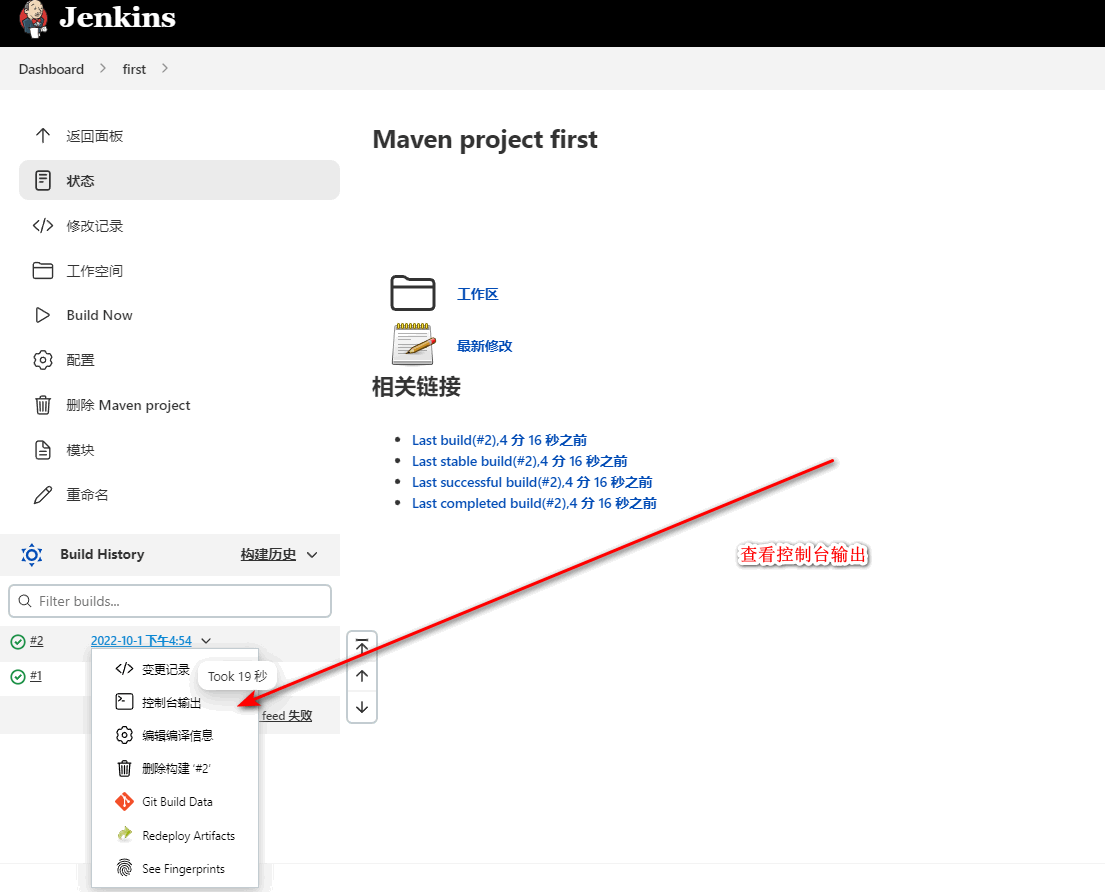 Jenkins
Dashboard
first
返回面板
状态
修改记录
工作空间
Build Now
配置
删除 Maven project
模块
重命名
Build History
构建历史
Filter builds...
#2
2022-10-1 下午4:54
#1
变更记录
Took 19 秒
控制台输出
feed 失败
编辑编译信息
删除构建 ‘#2’
Git Build Data
Redeploy Artifacts
See Fingerprints
Maven project first
工作区
最新修改
相关链接
Last build(#2),4 分 16 秒之前
Last stable build(#2),4 分 16 秒之前
Last successful build(#2),4 分 16 秒之前
Last completed build(#2),4 分 16 秒之前
查看控制台输出